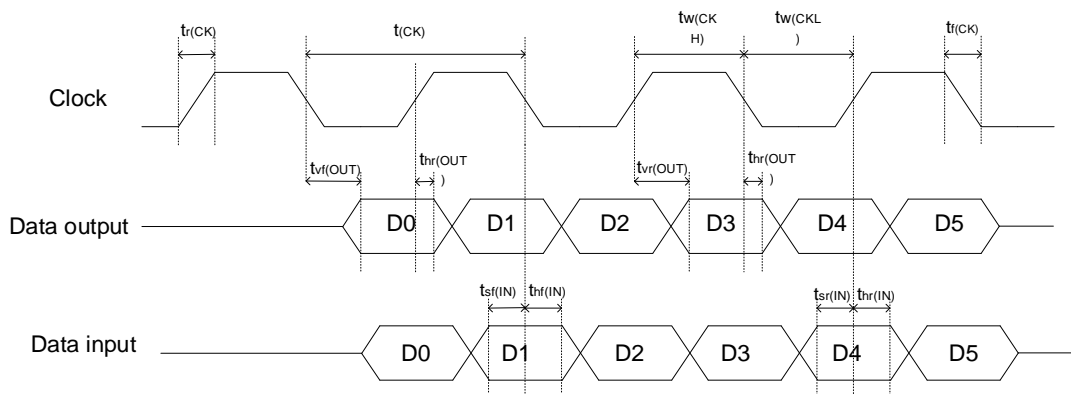 tr(CK)
t(CK)
tw(CK
H)
tw(CKL
)
tf(CK)
Clock
tvf(OUT)
thr(OUT
)
tvr(OUT)
thr(OUT
)
Data output
D0
D1
D2
D3
D4
D5
tsf(IN)
thf(IN)
tsr(IN)
thr(IN)
Data input
D0
D1
D2
D3
D4
D5